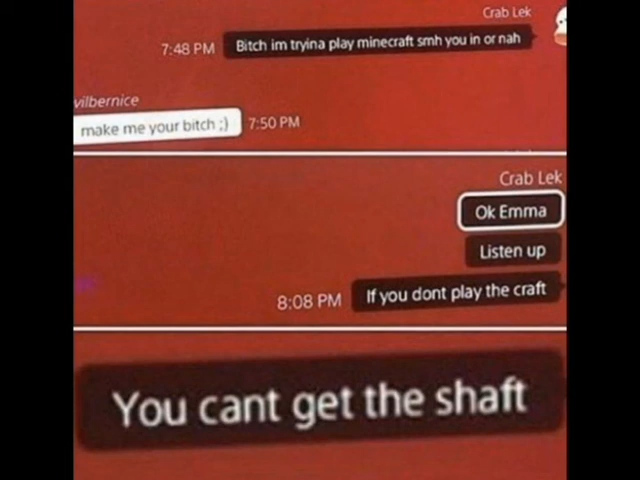 Crab Lek
7:48 PM Bitch im tryina play minecraft smh you in or nah
vilbernice
make me your bitch ;) 7:50 PM
Crab Lek
Ok Emma
Listen up
8:08 PM If you dont play the craft
You cant get the shaft